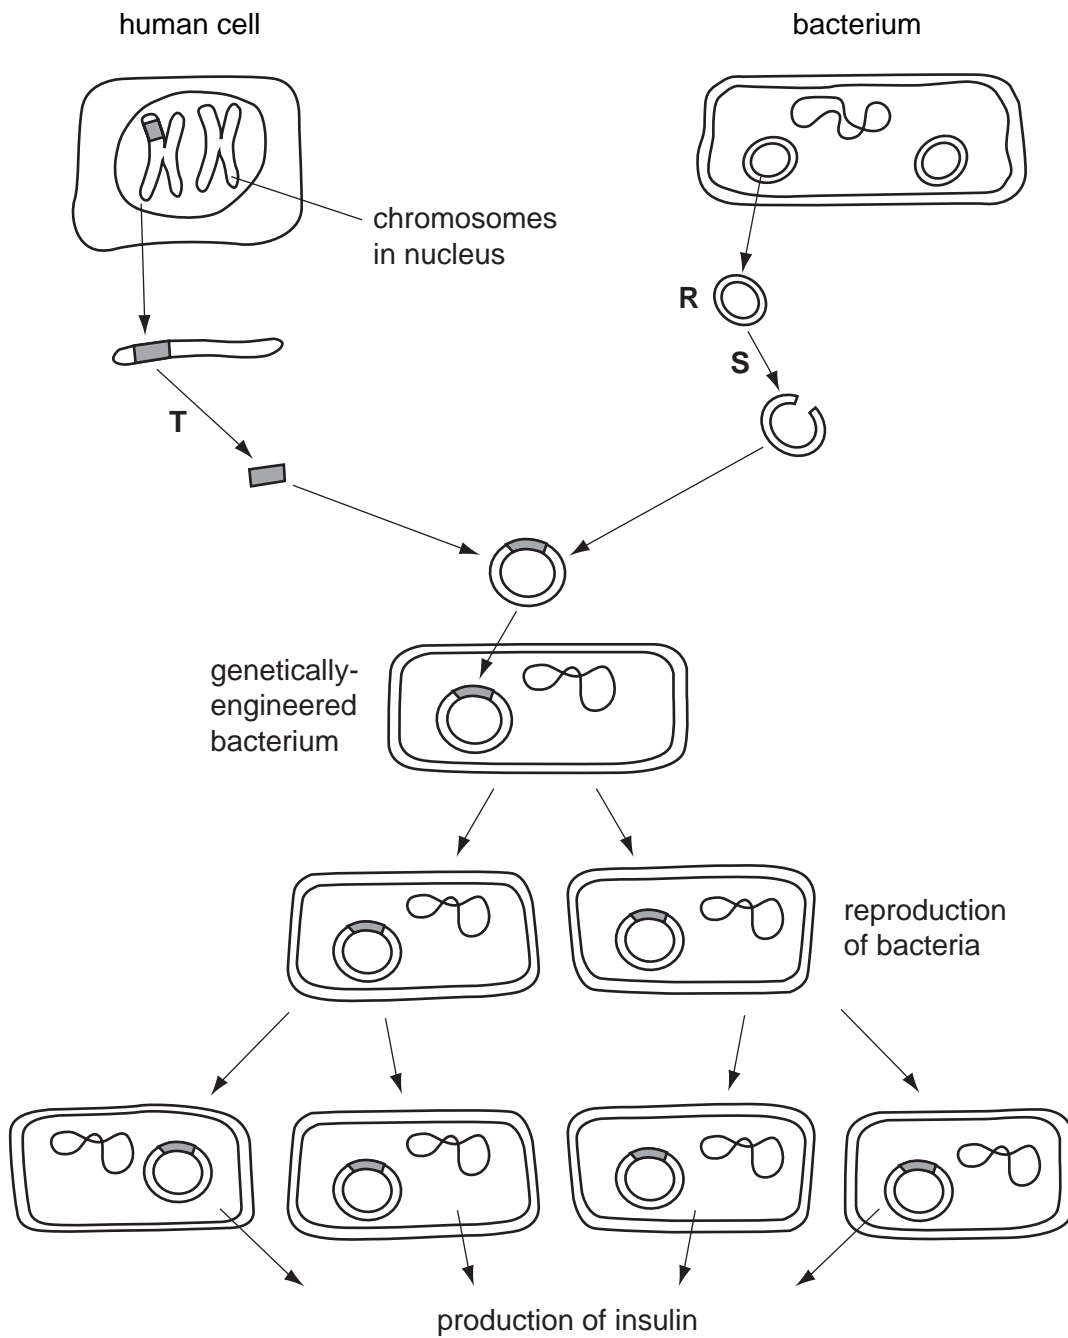 human cell
bacterium
chromosomes
in nucleus
R
S
T
genetically-
engineered
bacterium
reproduction
of bacteria
production of insulin